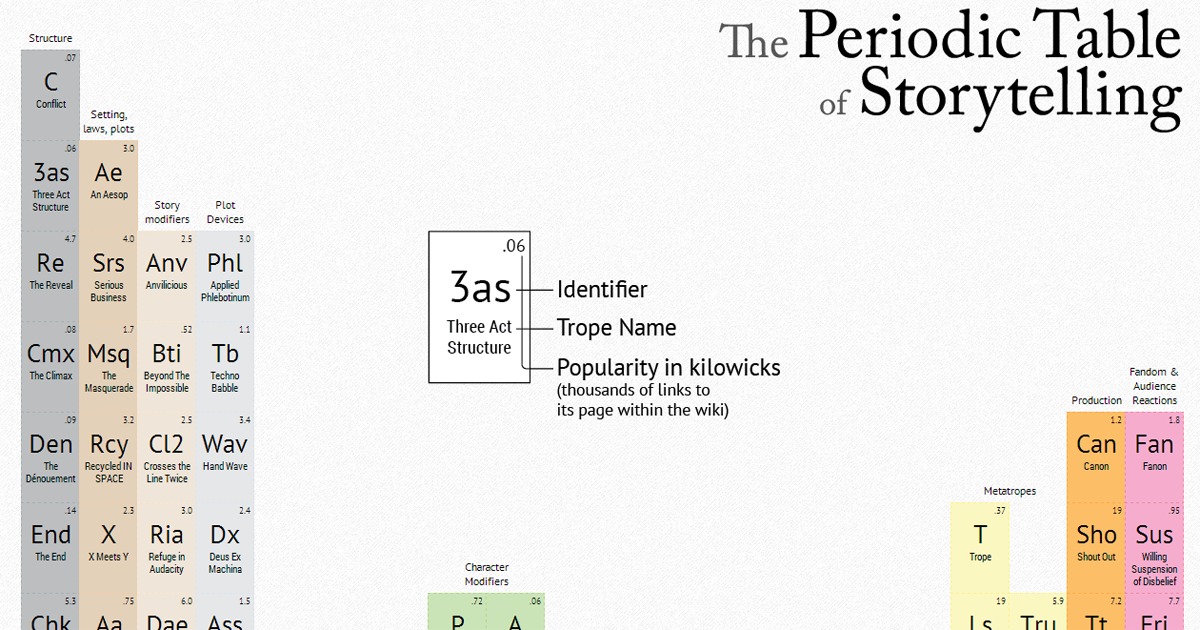 The Periodic Table
of Storytelling
Structure
.07
C
Conflict
Setting,
laws, plots
.06
3as
Three Act
Structure
3.0
Ae
An Aesop
Story
modifiers
Plot
Devices
4.7
Re
The Reveal
4.0
Srs
Serious
Business
2.5
Anv
Anvilicious
3.0
Phl
Applied
Phlebotinum
.06
3as
Three Act
Structure
Identifier
Trope Name
Popularity in kilowicks
(thousands of links to
its page within the wiki)
.08
Cmx
The Climax
1.7
Msq
The
Masquerade
.52
Bti
Beyond The
Impossible
1.1
Tb
Techno
Babble
.09
Den
The
Dénouement
3.2
Rcy
Recycled IN
SPACE
2.5
Cl2
Crosses the
Line Twice
3.4
Wav
Hand Wave
Production
Fandom &
Audience
Reactions
1.2
Can
Canon
1.8
Fan
Fanon
.14
End
The End
2.3
X
X Meets Y
3.0
Ria
Refuge in
Audacity
2.4
Dx
Deus Ex
Machina
Metatropes
.37
T
Trope
19
Sho
Shout Out
.95
Sus
Willing
Suspension
of Disbelief
5.3
Chk
.75
Aa
6.0
Dae
1.5
Ass
Character
Modifiers
.72
P
.06
A
19
Ls
5.9
Tru
7.2
Tt
7.7
Fri